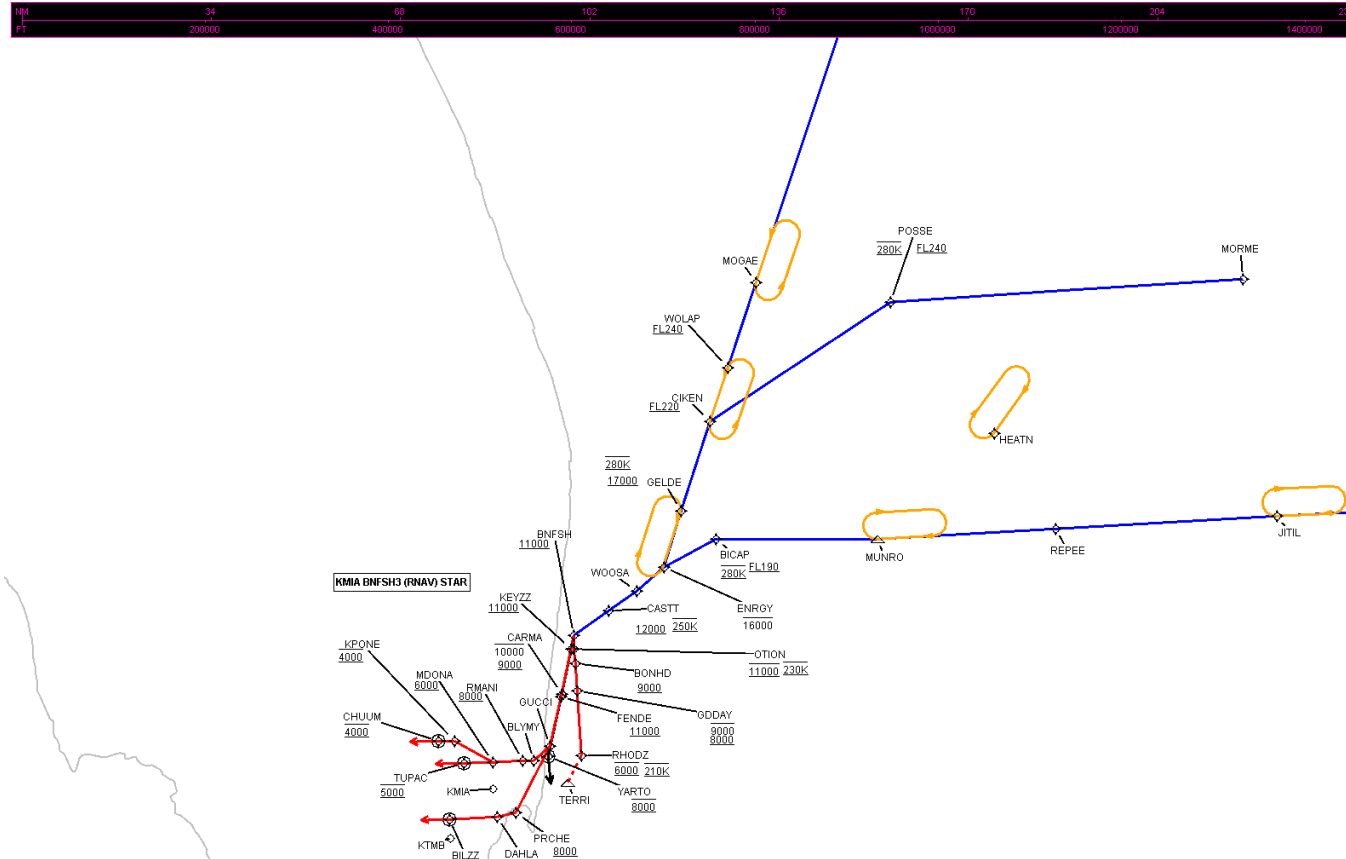 NM 34 68 102 136 170 204 23
FT 200000 400000 600000 800000 1000000 1200000 1400000
POSSE
280K FL240
MORME
MOGAE
WOLAP
FL240
CIKEN
FL220
HEATN
280K
17000
GELDE
BNFSH
11000
BICAP
280K FL190
MUNRO
REPEE
JITIL
WOOSA
KMIA BNFSH3 (RNAV) STAR
KEYZZ
11000
CASTT
12000 250K
ENRGY
16000
CARMA
10000
9000
KPONE
4000
OTION
11000 230K
BONHD
9000
MDONA
6000
RMANI
8000
GUCCI
FENDE
11000
GDDAY
9000
8000
CHUUM
4000
BLYMY
RHODZ
6000 210K
TUPAC
5000
KMIA
YARTO
8000
TERRI
PRCHE
8000
KTMB
BILZZ
DAHLA